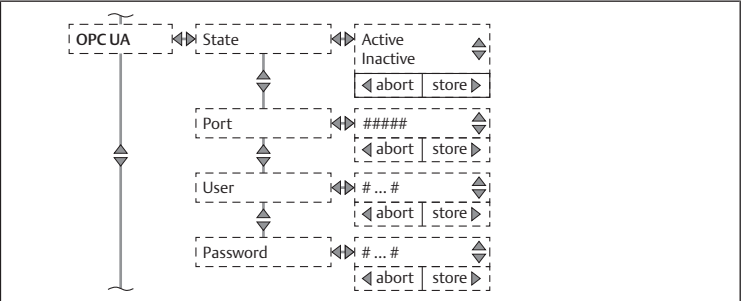 OPC UA
State
Active
Inactive
abort
store
Port
#####
abort
store
User
# ... #
abort
store
Password
# ... #
abort
store